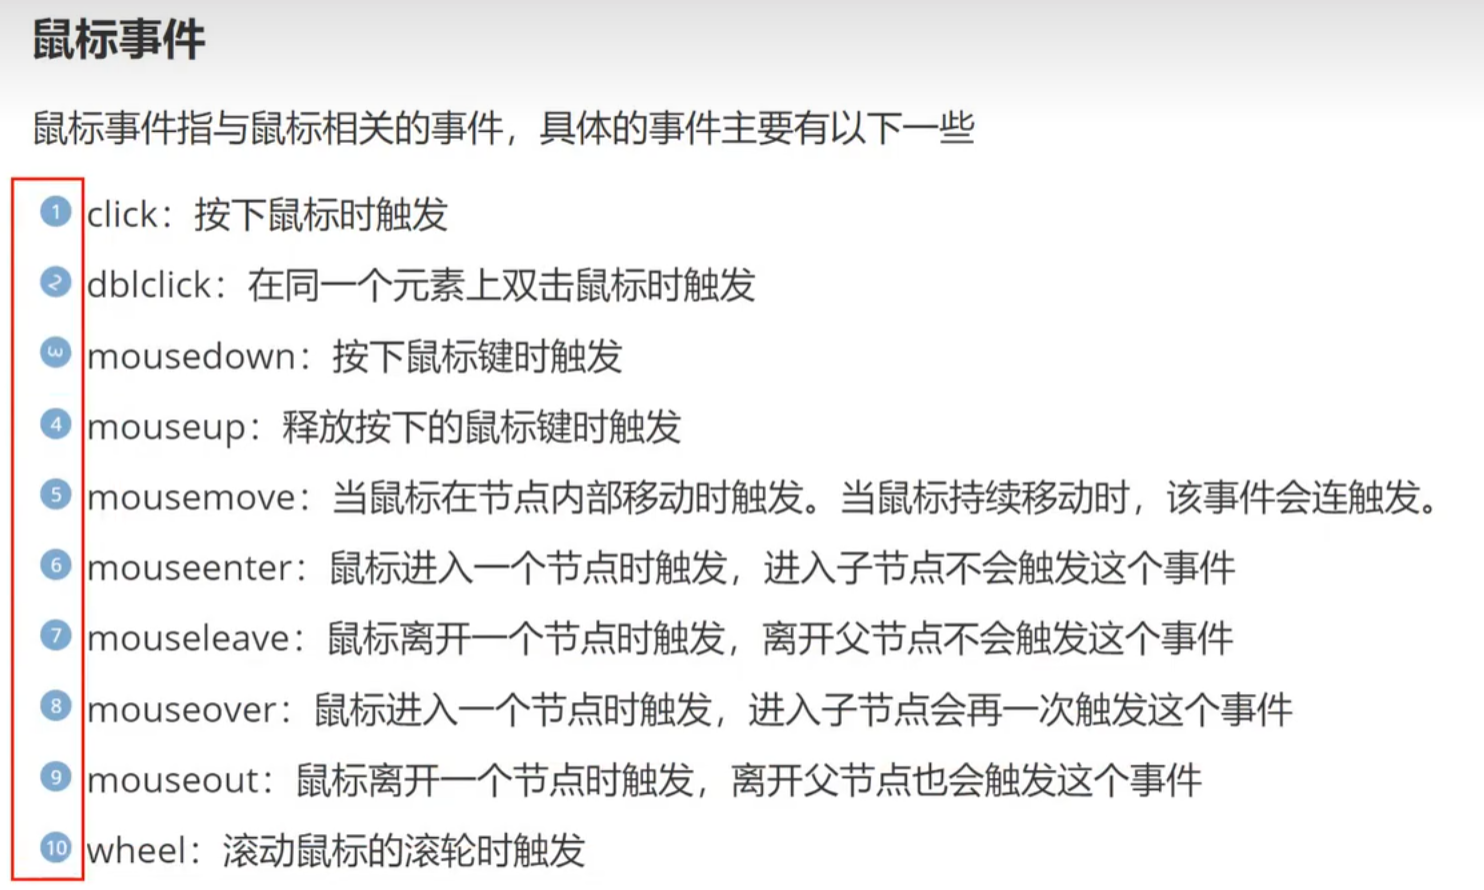 鼠标事件
鼠标事件指与鼠标相关的事件，具体的事件主要有以下一些
1 click：按下鼠标时触发
2 dblclick：在同一个元素上双击鼠标时触发
3 mousedown：按下鼠标键时触发
4 mouseup：释放按下的鼠标键时触发
5 mousemove：当鼠标在节点内部移动时触发。当鼠标持续移动时，该事件会连触发。
6 mouseenter：鼠标进入一个节点时触发，进入子节点不会触发这个事件
7 mouseleave：鼠标离开一个节点时触发，离开父节点不会触发这个事件
8 mouseover：鼠标进入一个节点时触发，进入子节点会再一次触发这个事件
9 mouseout：鼠标离开一个节点时触发，离开父节点也会触发这个事件
10 wheel：滚动鼠标的滚轮时触发